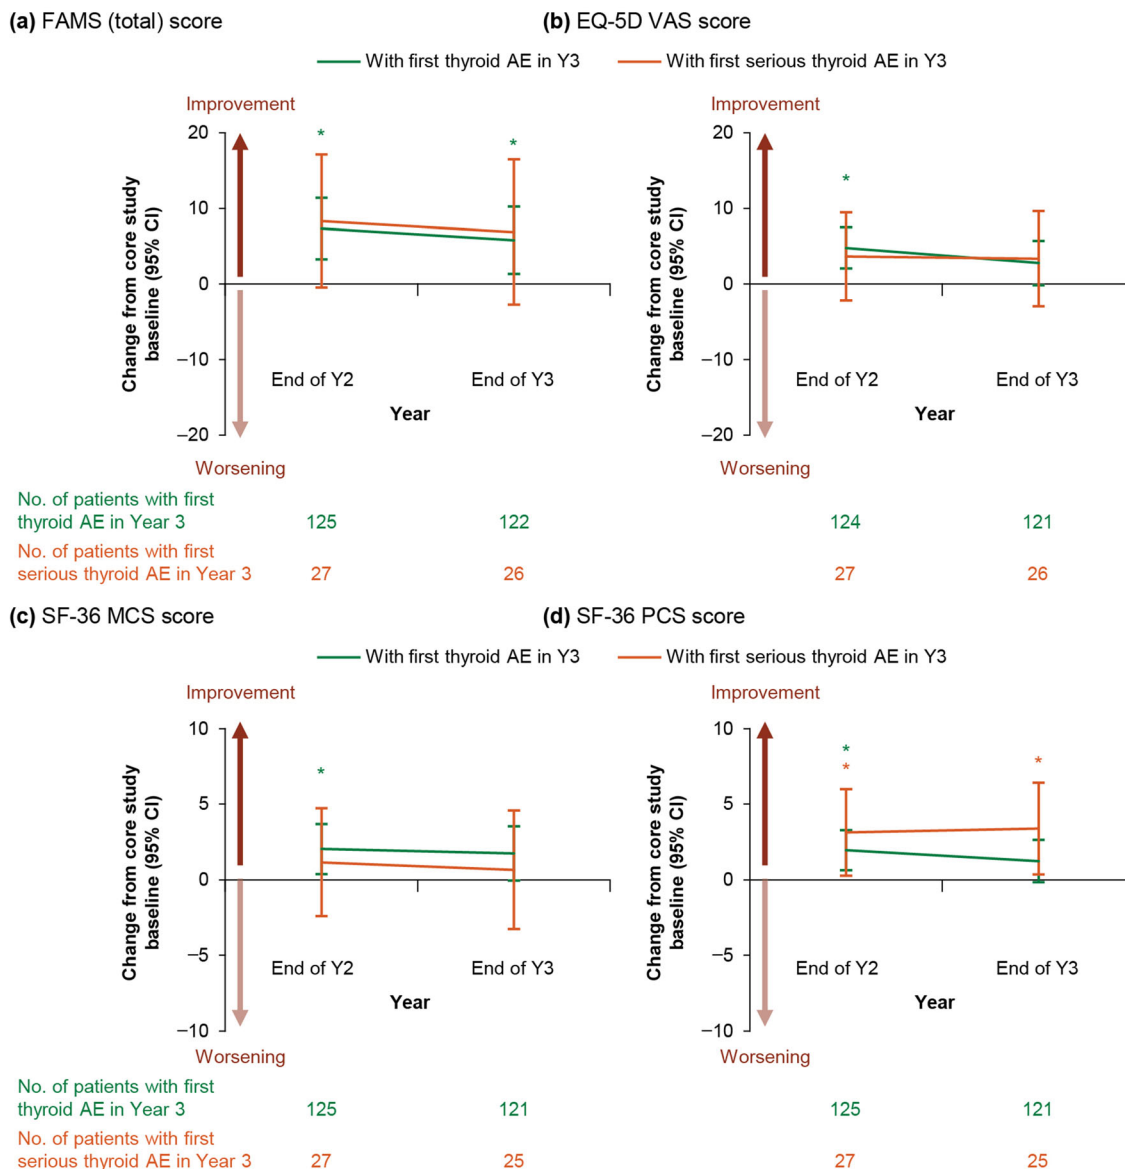 (a) FAMS (total) score
(b) EQ-5D VAS score
With first thyroid AE in Y3
With first serious thyroid AE in Y3
Improvement
20
10
0
–10
–20
Change from core study
baseline (95% CI)
*
*
End of Y2
End of Y3
Year
Worsening
Improvement
20
10
0
–10
–20
Change from core study
baseline (95% CI)
*
End of Y2
End of Y3
Year
Worsening
No. of patients with first
thyroid AE in Year 3
125
122
124
121
No. of patients with first
serious thyroid AE in Year 3
27
26
27
26
(c) SF-36 MCS score
(d) SF-36 PCS score
With first thyroid AE in Y3
With first serious thyroid AE in Y3
Improvement
10
5
0
–5
–10
Change from core study
baseline (95% CI)
*
End of Y2
End of Y3
Year
Worsening
Improvement
10
5
0
–5
–10
Change from core study
baseline (95% CI)
*
*
*
End of Y2
End of Y3
Year
Worsening
No. of patients with first
thyroid AE in Year 3
125
121
125
121
No. of patients with first
serious thyroid AE in Year 3
27
25
27
25